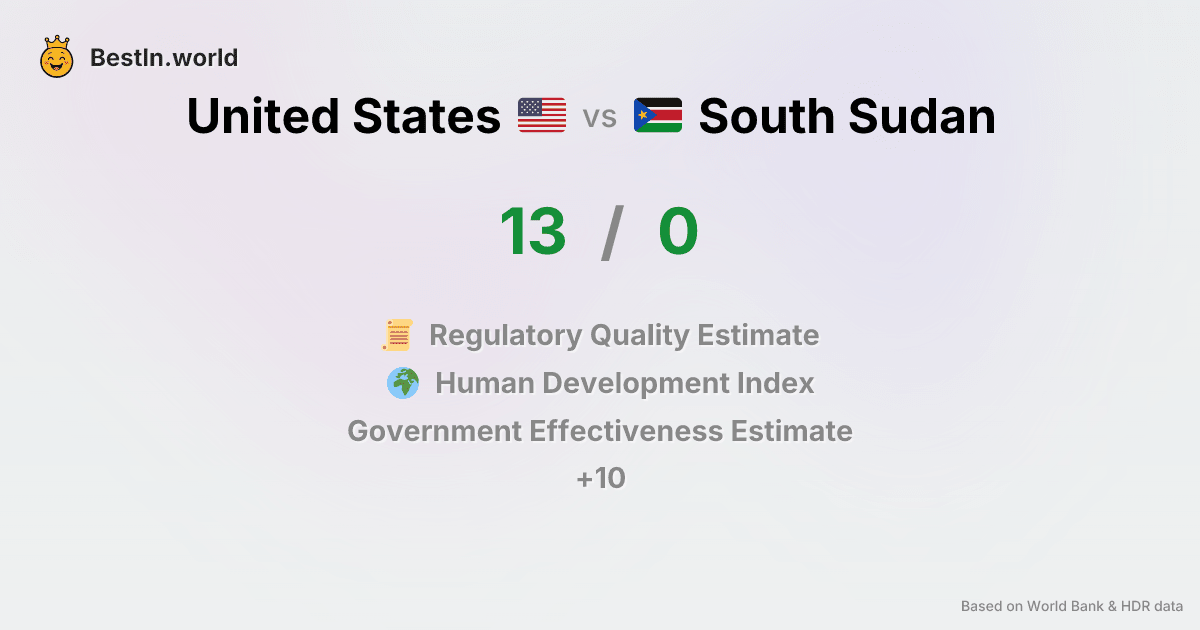 BestIn.world
United States vs South Sudan
13 / 0
Regulatory Quality Estimate
Human Development Index
Government Effectiveness Estimate
+10
Based on World Bank & HDR data